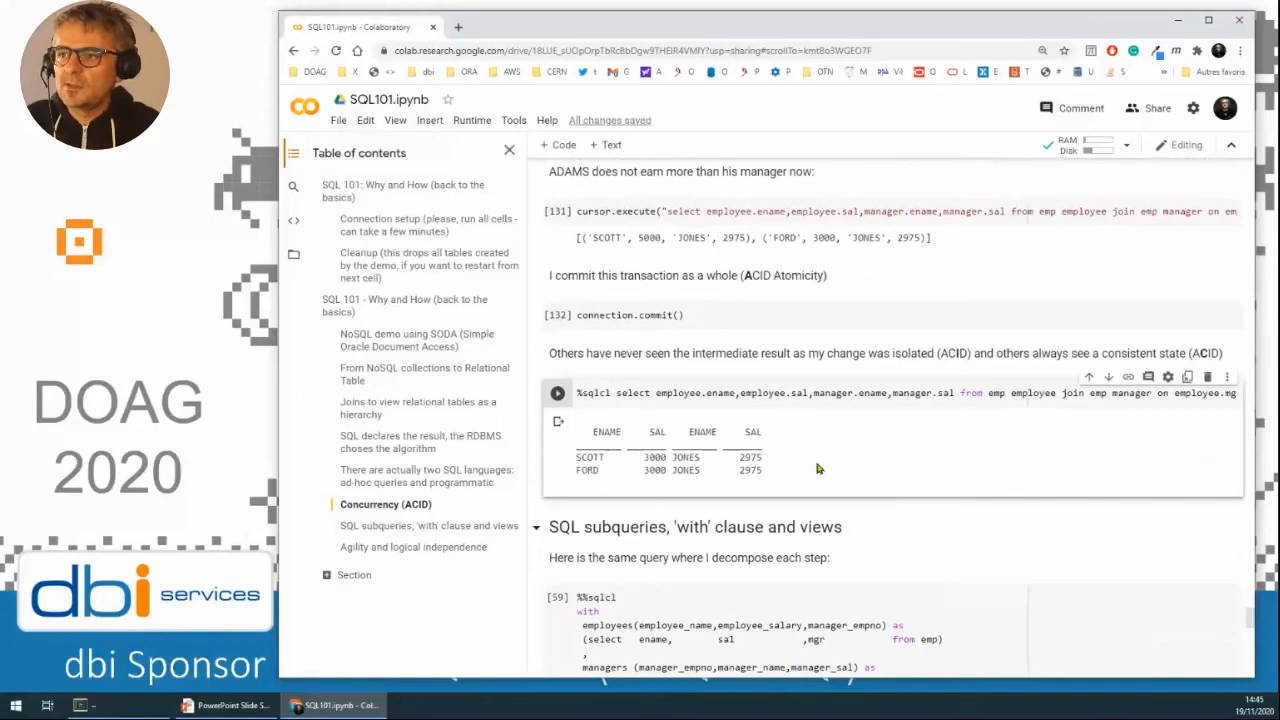 SQL101.ipynb - Colaboratory
colab.research.google.com/drive/18LUE_sUOpOrpTbRcBbDgw9THEIR4VMIY?usp=sharing#scrollTo=kmt8o3WGEO7F
DOAG
X
dbi
ORA
AWS
CERN
OTN
Autres favoris
SQL101.ipynb
File Edit View Insert Runtime Tools Help All changes saved
Comment
Share
Table of contents
SQL 101: Why and How (back to the
basics)
Connection setup (please, run all cells -
can take a few minutes)
Cleanup (this drops all tables created
by the demo, if you want to restart from
next cell)
SQL 101 - Why and How (back to the
basics)
NoSQL demo using SODA (Simple
Oracle Document Access)
From NoSQL collections to Relational
Table
Joins to view relational tables as a
hierarchy
SQL declares the result, the RDBMS
choses the algorithm
There are actually two SQL languages:
ad-hoc queries and programmatic
Concurrency (ACID)
SQL subqueries, 'with' clause and views
Agility and logical independence
Section
+ Code + Text
RAM
Disk
Editing
ADAMS does not earn more than his manager now:
[131] cursor.execute("select employee.ename,employee.sal,manager.ename,manager.sal from emp employee join emp manager on em
[('SCOTT', 5000, 'JONES', 2975), ('FORD', 3000, 'JONES', 2975)]
I commit this transaction as a whole (ACID Atomicity)
[132] connection.commit()
Others have never seen the intermediate result as my change was isolated (ACID) and others always see a consistent state (ACID)
%sqlcl select employee.ename,employee.sal,manager.ename,manager.sal from emp employee join emp manager on employee.mg
ENAME SAL ENAME SAL
SCOTT 3000 JONES 2975
FORD 3000 JONES 2975
SQL subqueries, 'with' clause and views
Here is the same query where I decompose each step:
[59] %%sqlcl
with
employees(employee_name,employee_salary,manager_empno) as
(select ename, sal ,mgr from emp)
,
managers (manager_empno,manager_name,manager_sal) as
DOAG
2020
dbi services
dbi Sponsor
PowerPoint Slide S...
SQL101.ipynb - Col...
14:45
19/11/2020